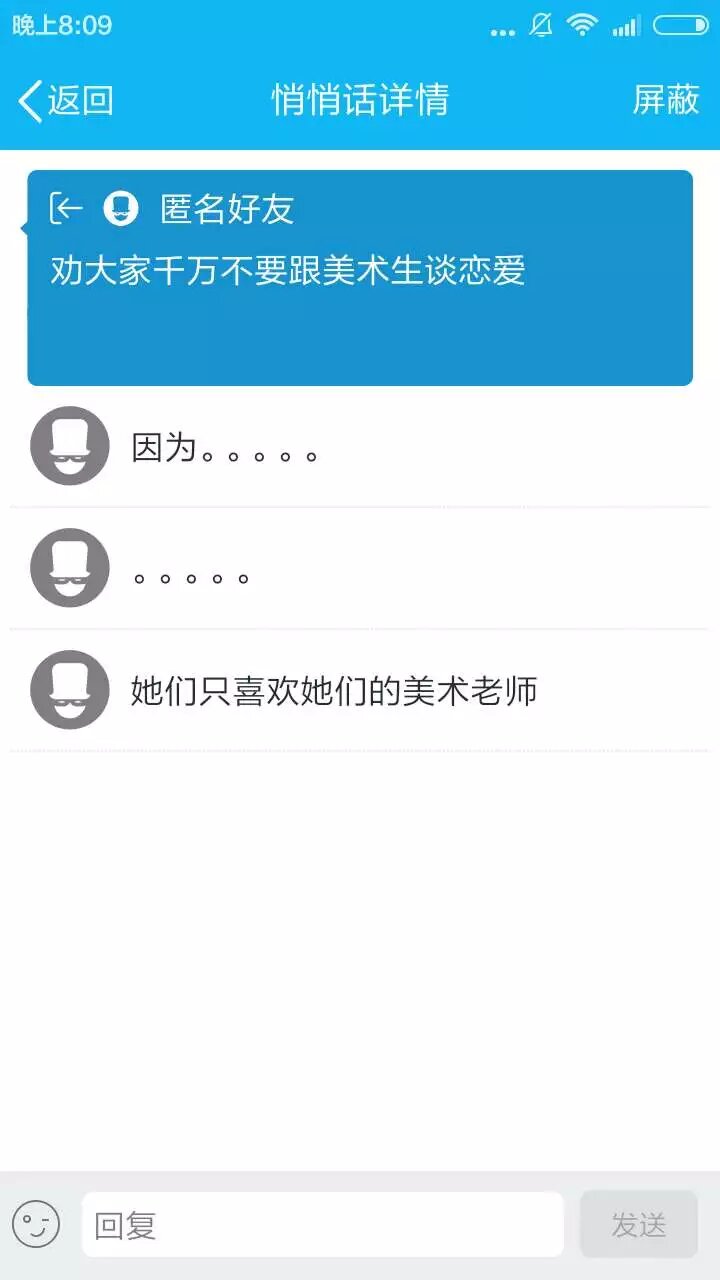 晚上8:09
返回 悄悄话详情 屏蔽
匿名好友
劝大家千万不要跟美术生谈恋爱
因为。。。。。
。。。。。
她们只喜欢她们的美术老师
回复 发送